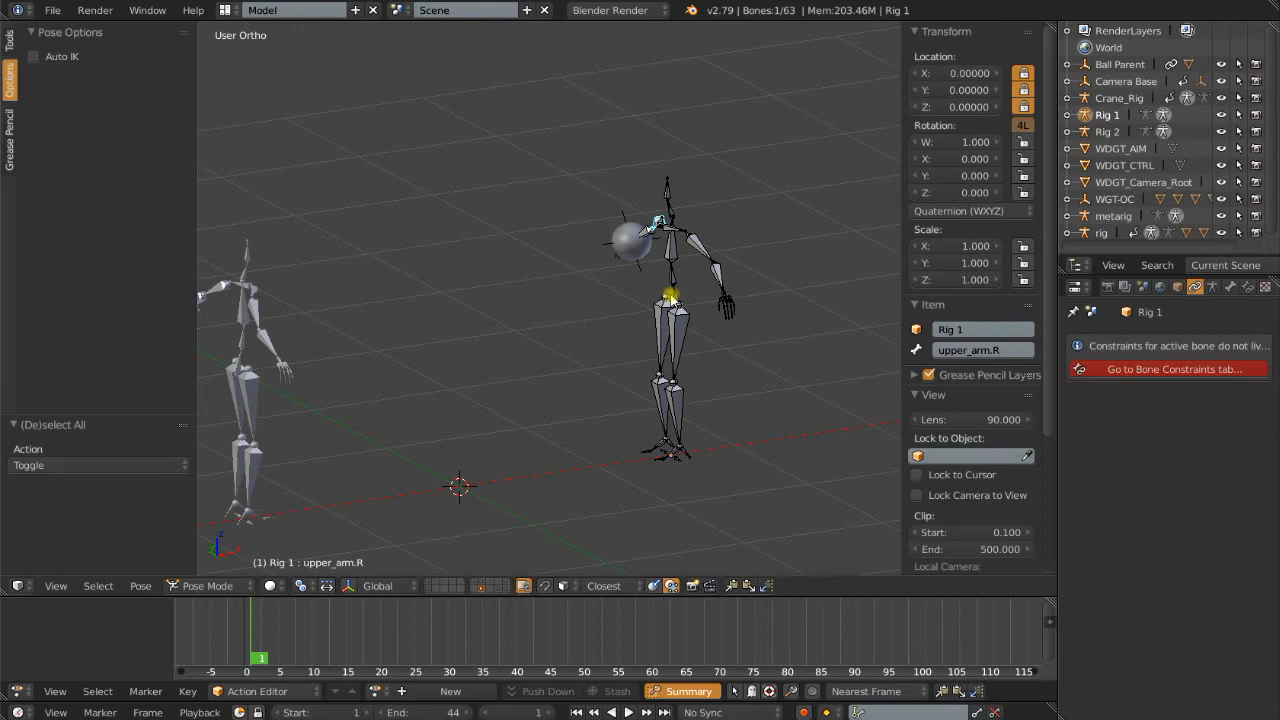 File Render Window Help Model Scene Blender Render v2.79 | Bones:1/63 | Mem:203.46M | Rig 1
Tools
Options
Grease Pencil
Pose Options
Auto IK
(De)select All
Action
Toggle
User Ortho
(1) Rig 1 : upper_arm.R
Transform
Location:
X: 0.00000
Y: 0.00000
Z: 0.00000
Rotation: 4L
W: 1.000
X: 0.000
Y: 0.000
Z: 0.000
Quaternion (WXYZ)
Scale:
X: 1.000
Y: 1.000
Z: 1.000
Item
Rig 1
upper_arm.R
Grease Pencil Layers
View
Lens: 90.000
Lock to Object:
Lock to Cursor
Lock Camera to View
Clip:
Start: 0.100
End: 500.000
Local Camera:
RenderLayers
World
Ball Parent
Camera Base
Crane_Rig
Rig 1
Rig 2
WDGT_AIM
WDGT_CTRL
WDGT_Camera_Root
WGT-OC
metarig
rig
View Search Current Scene
Rig 1
Constraints for active bone do not liv...
Go to Bone Constraints tab...
View Select Pose Pose Mode Global Closest
1
-5 0 5 10 15 20 25 30 35 40 45 50 55 60 65 70 75 80 85 90 95 100 105 110 115
View Select Marker Key Action Editor New Push Down Stash Summary Nearest Frame
View Marker Frame Playback Start: 1 End: 44 1 No Sync